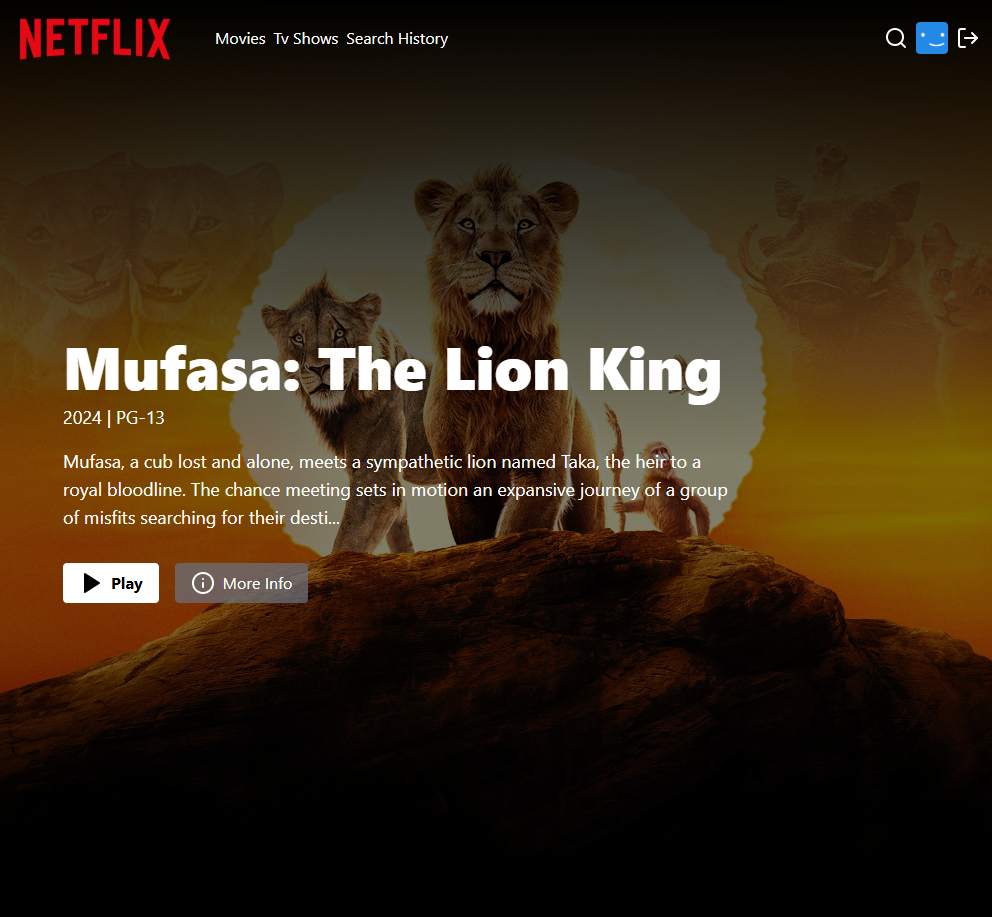 NETFLIX
Movies Tv Shows Search History
Mufasa: The Lion King
2024 | PG-13
Mufasa, a cub lost and alone, meets a sympathetic lion named Taka, the heir to a
royal bloodline. The chance meeting sets in motion an expansive journey of a group
of misfits searching for their desti...
Play
More Info